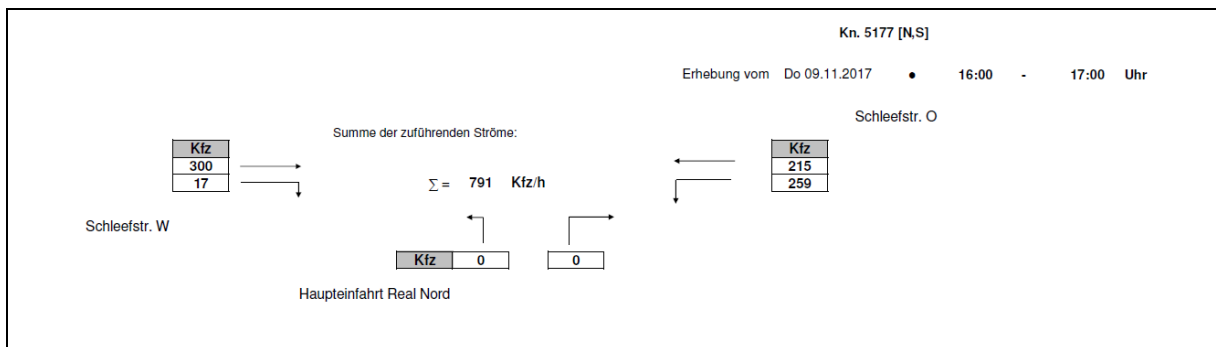 Kn. 5177 [N,S]
Erhebung vom Do 09.11.2017 • 16:00 - 17:00 Uhr
Schleefstr. O
Summe der zuführenden Ströme:
Kfz
300
17
∑ = 791 Kfz/h
Kfz
215
259
Schleefstr. W
Kfz 0 0
Haupteinfahrt Real Nord